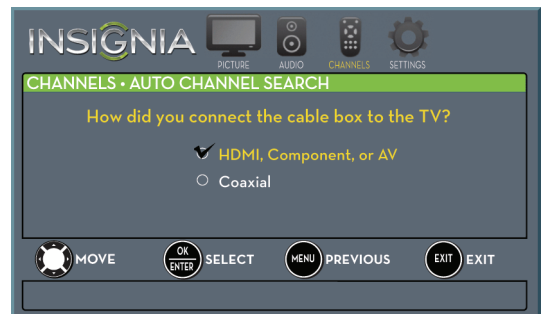 INSIGNIA
PICTURE AUDIO CHANNELS SETTINGS
CHANNELS • AUTO CHANNEL SEARCH
How did you connect the cable box to the TV?
HDMI, Component, or AV
Coaxial
MOVE OK ENTER SELECT MENU PREVIOUS EXIT EXIT